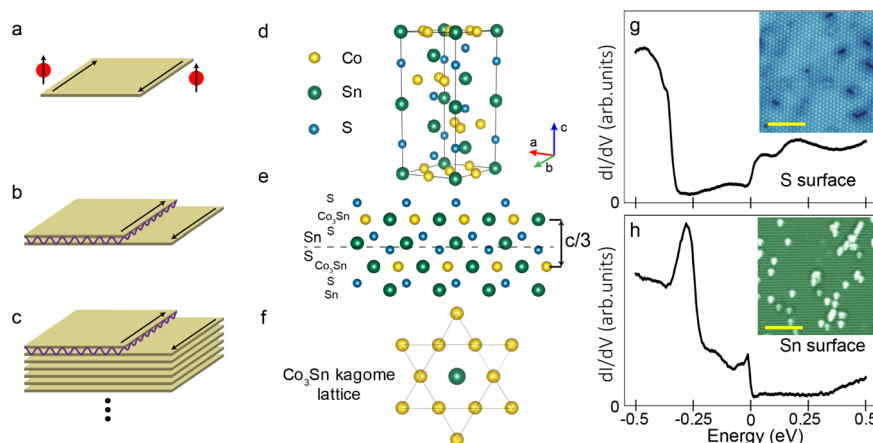 a
b
c
d
Co
Sn
S
c
a
b
e
S
Co3Sn
S
Sn
S
Co3Sn
S
Sn
c/3
f
Co3Sn kagome
lattice
g
dI/dV (arb.units)
0
S surface
h
dI/dV (arb.units)
0
Sn surface
-0.5 -0.25 0 0.25 0.5
Energy (eV)